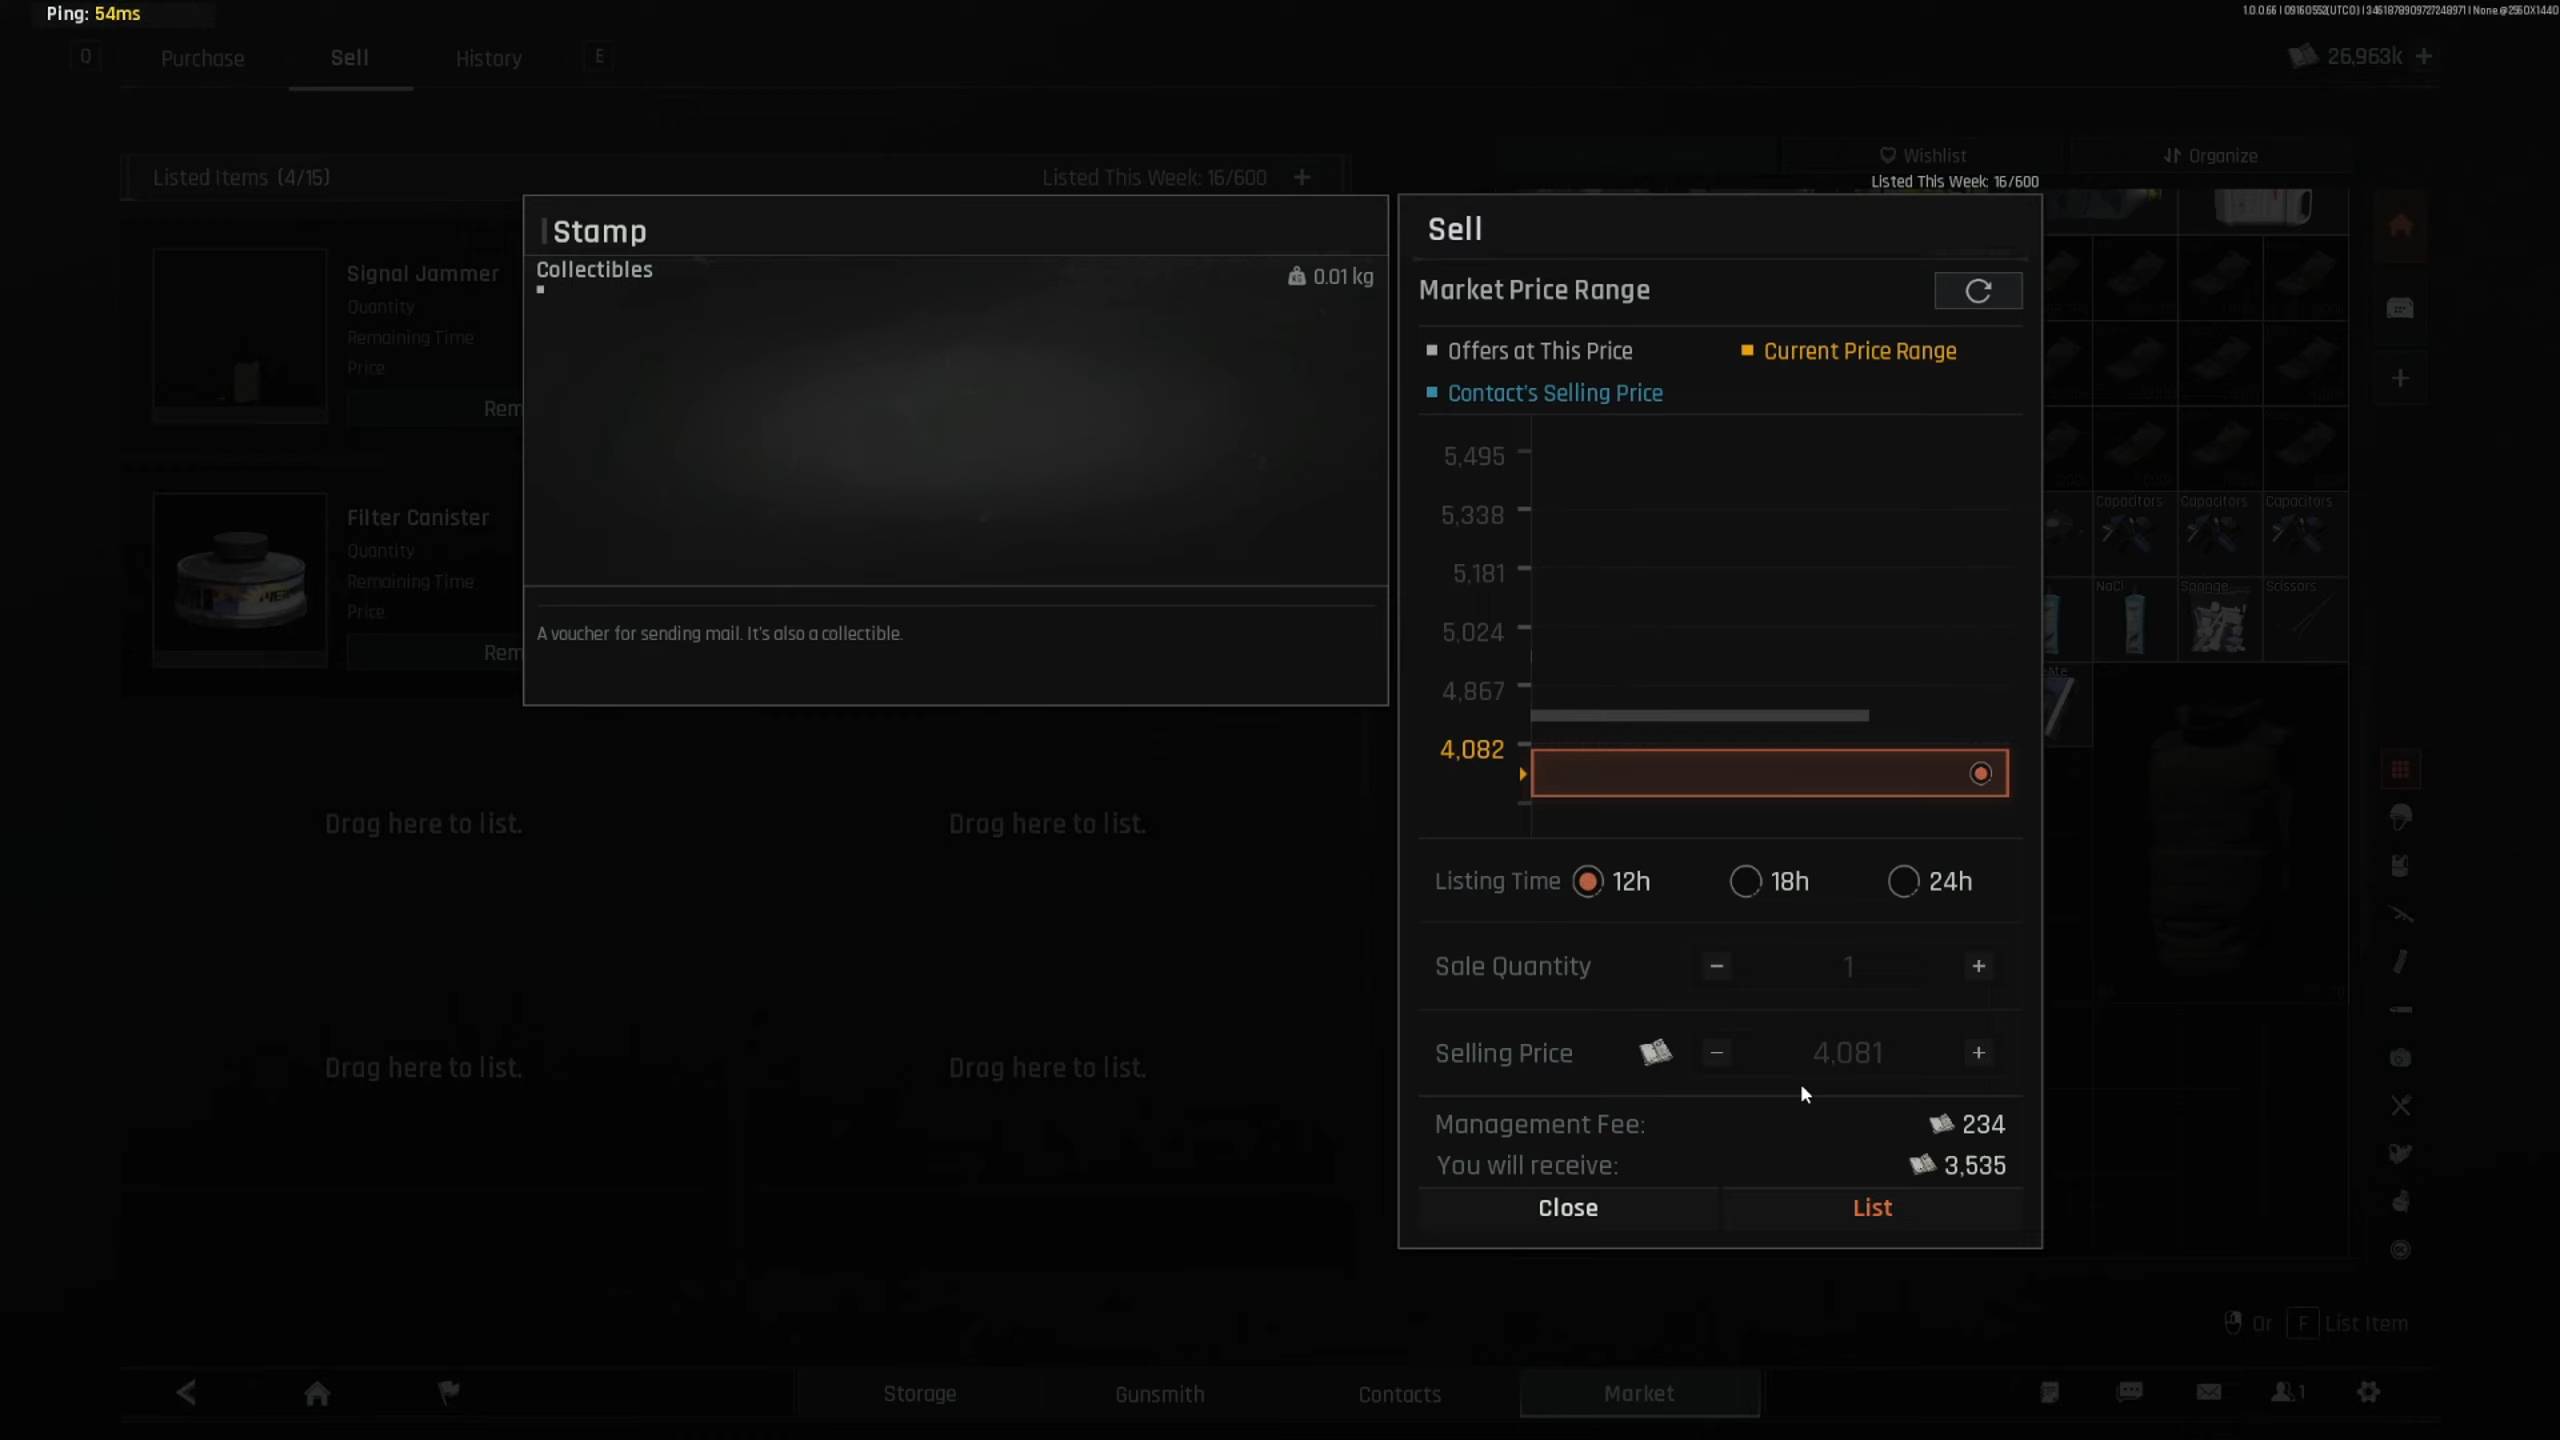 Ping: 54ms
Q
Purchase
Sell
History
E
26,963k
Listed Items (4/15)
Listed This Week: 16/600
Wishlist
Organize
Listed This Week: 16/600
Signal Jammer
Quantity
Remaining Time
Price
Rem
Filter Canister
Quantity
Remaining Time
Price
Rem
Stamp
Collectibles
0.01 kg
A voucher for sending mail. It's also a collectible.
Sell
Market Price Range
Offers at This Price
Current Price Range
Contact's Selling Price
5,495
5,338
5,181
5,024
4,867
4,082
Listing Time
12h
18h
24h
Sale Quantity
1
Selling Price
4,081
Management Fee:
234
You will receive:
3,535
Close
List
Capacitors
Capacitors
Capacitors
NaCl
Sponge
Scissors
Drag here to list.
Drag here to list.
Drag here to list.
Drag here to list.
Or F List Item
Storage
Gunsmith
Contacts
Market
1